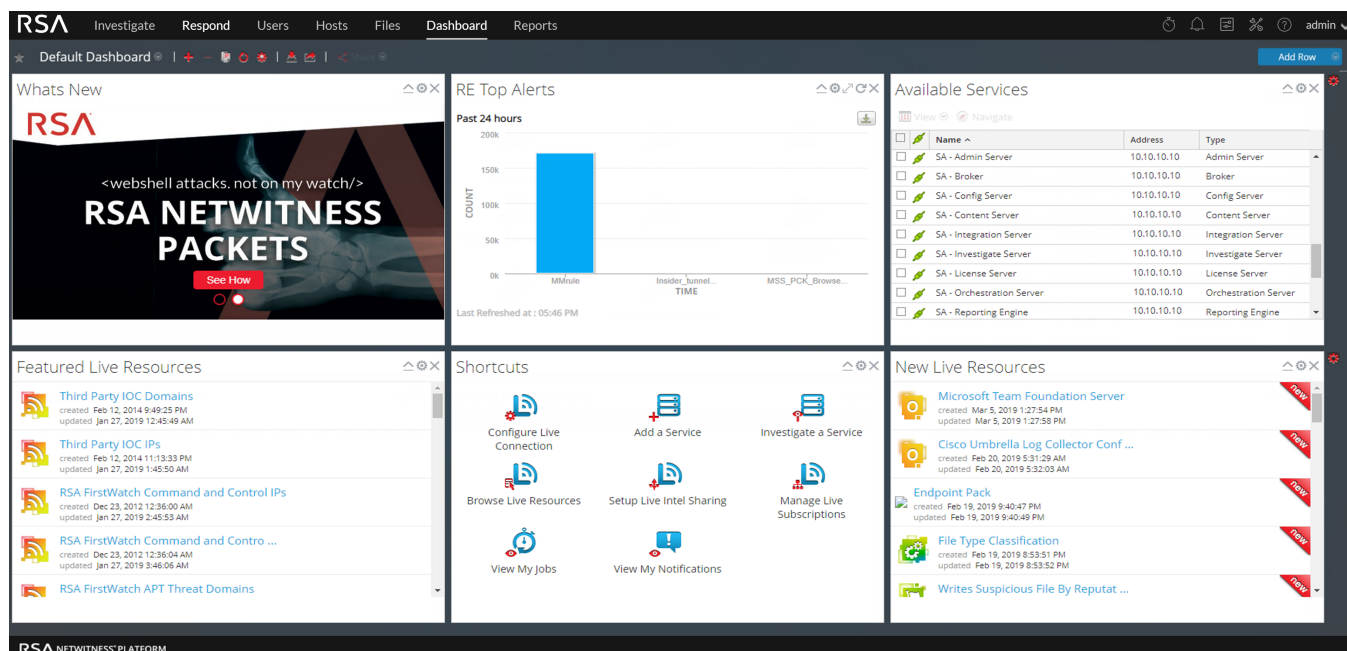 RSA Investigate Respond Users Hosts Files Dashboard Reports admin
Default Dashboard Share Add Row
Whats New
RSA
<webshell attacks. not on my watch/>
RSA NETWITNESS
PACKETS
See How
RE Top Alerts
Past 24 hours
200k
150k
100k
50k
0k
COUNT
MMrule Insider_tunnel... MSS_PCK_Browse...
TIME
Last Refreshed at : 05:46 PM
Available Services
View Navigate
Name Address Type
SA - Admin Server 10.10.10.10 Admin Server
SA - Broker 10.10.10.10 Broker
SA - Config Server 10.10.10.10 Config Server
SA - Content Server 10.10.10.10 Content Server
SA - Integration Server 10.10.10.10 Integration Server
SA - Investigate Server 10.10.10.10 Investigate Server
SA - License Server 10.10.10.10 License Server
SA - Orchestration Server 10.10.10.10 Orchestration Server
SA - Reporting Engine 10.10.10.10 Reporting Engine
Featured Live Resources
Third Party IOC Domains
created Feb 12, 2014 9:49:25 PM
updated Jan 27, 2019 12:45:49 AM
Third Party IOC IPs
created Feb 12, 2014 11:13:33 PM
updated Jan 27, 2019 1:45:50 AM
RSA FirstWatch Command and Control IPs
created Dec 23, 2012 12:36:00 AM
updated Jan 27, 2019 2:45:53 AM
RSA FirstWatch Command and Contro ...
created Dec 23, 2012 12:36:04 AM
updated Jan 27, 2019 3:46:06 AM
RSA FirstWatch APT Threat Domains
Shortcuts
Configure Live
Connection
Add a Service
Investigate a Service
Browse Live Resources
Setup Live Intel Sharing
Manage Live
Subscriptions
View My Jobs
View My Notifications
New Live Resources
Microsoft Team Foundation Server
created Mar 5, 2019 1:27:54 PM
updated Mar 5, 2019 1:27:58 PM
new
Cisco Umbrella Log Collector Conf ...
created Feb 20, 2019 5:31:29 AM
updated Feb 20, 2019 5:32:03 AM
new
Endpoint Pack
created Feb 19, 2019 9:40:47 PM
updated Feb 19, 2019 9:40:49 PM
new
File Type Classification
created Feb 19, 2019 8:53:51 PM
updated Feb 19, 2019 8:53:52 PM
new
Writes Suspicious File By Reputat ...
new
RSA NETWITNESS PLATFORM